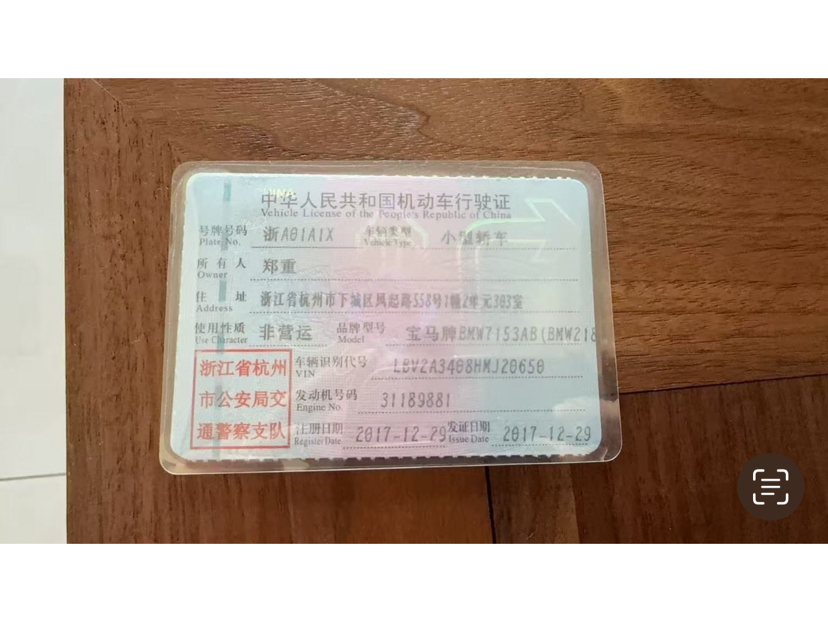 中华人民共和国机动车行驶证
Vehicle License of the People's Republic of China
号牌号码 浙A01A1X 车辆类型 小型轿车
Plate No. Vehicle Type
所有人 郑重
Owner
住址 浙江省杭州市下城区凤起路558号1幢2单元303室
Address
使用性质 非营运 品牌型号 宝马牌BMW7153AB(BMW218
Use Character Model
浙江省杭州 车辆识别代号 LBV2A3408HMJ20650
VIN
市公安局交 发动机号码 31189881
Engine No.
通警察支队 注册日期 2017-12-29 发证日期 2017-12-29
Register Date Issue Date